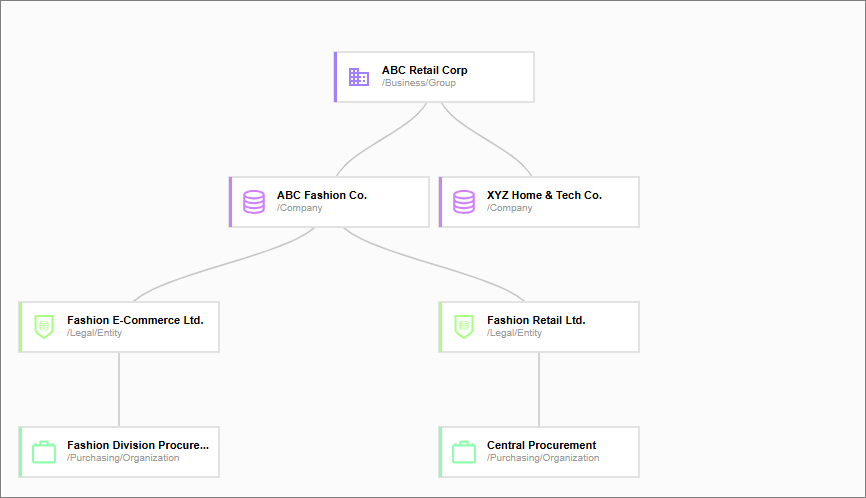 ABC Retail Corp
/Business/Group
ABC Fashion Co.
/Company
XYZ Home & Tech Co.
/Company
Fashion E-Commerce Ltd.
/Legal/Entity
Fashion Retail Ltd.
/Legal/Entity
Fashion Division Procure...
/Purchasing/Organization
Central Procurement
/Purchasing/Organization